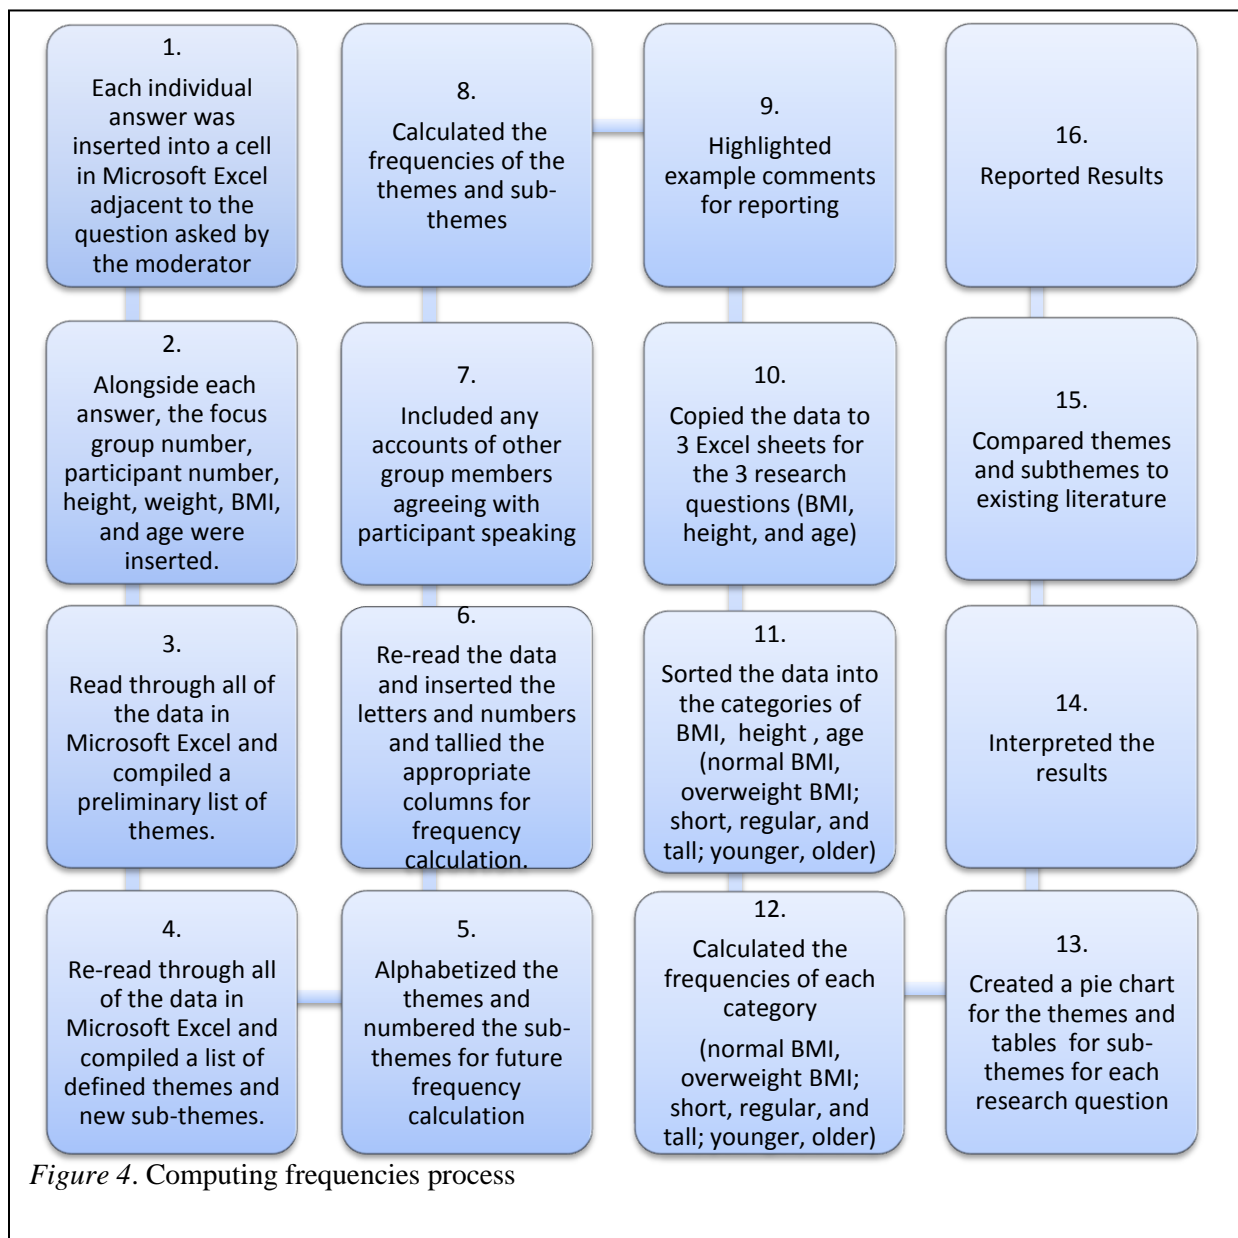 1.
Each individual
answer was
inserted into a cell
in Microsoft Excel
adjacent to the
question asked by
the moderator
2.
Alongside each
answer, the focus
group number,
participant number,
height, weight, BMI,
and age were
inserted.
3.
Read through all of
the data in
Microsoft Excel and
compiled a
preliminary list of
themes.
4.
Re-read through all
of the data in
Microsoft Excel and
compiled a list of
defined themes and
new sub-themes.
5.
Alphabetized the
themes and
numbered the sub-
themes for future
frequency
calculation
6.
Re-read the data
and inserted the
letters and numbers
and tallied the
appropriate
columns for
frequency
calculation.
7.
Included any
accounts of other
group members
agreeing with
participant speaking
8.
Calculated the
frequencies of the
themes and sub-
themes
9.
Highlighted
example comments
for reporting
10.
Copied the data to
3 Excel sheets for
the 3 research
questions (BMI,
height, and age)
11.
Sorted the data into
the categories of
BMI, height , age
(normal BMI,
overweight BMI;
short, regular, and
tall; younger, older)
12.
Calculated the
frequencies of each
category
(normal BMI,
overweight BMI;
short, regular, and
tall; younger, older)
13.
Created a pie chart
for the themes and
tables for sub-
themes for each
research question
14.
Interpreted the
results
15.
Compared themes
and subthemes to
existing literature
16.
Reported Results
Figure 4. Computing frequencies process